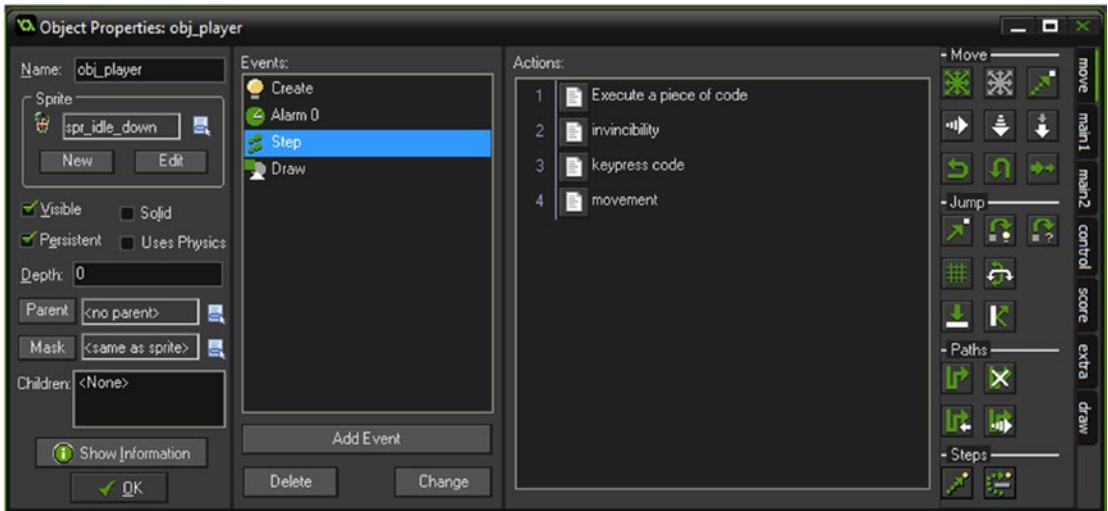 Object Properties: obj_player
Name: obj_player
Sprite
spr_idle_down
New Edit
Visible Solid
Persistent Uses Physics
Depth: 0
Parent <no parent>
Mask <same as sprite>
Children: <None>
Show Information
OK
Events:
Create
Alarm 0
Step
Draw
Add Event
Delete Change
Actions:
1 Execute a piece of code
2 invincibility
3 keypress code
4 movement
Move
Jump
Paths
Steps
move
main1
main2
control
score
extra
draw